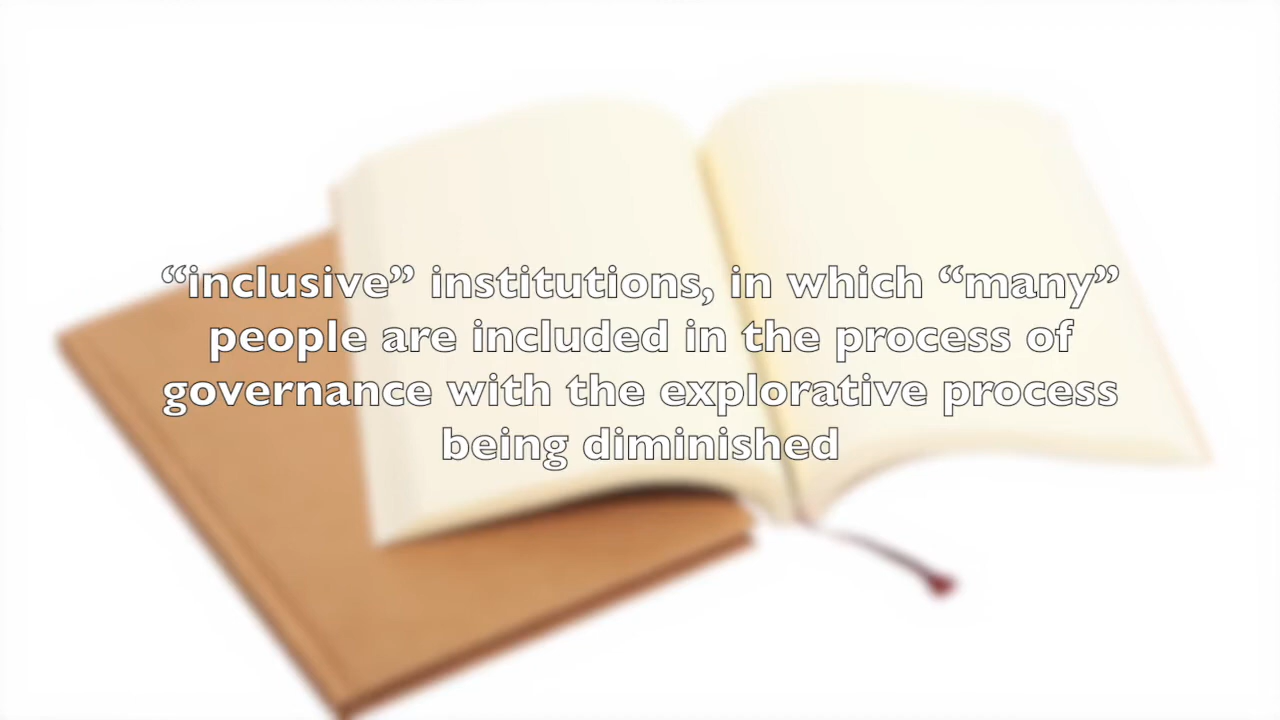 “inclusive” institutions, in which “many”
people are included in the process of
governance with the explorative process
being diminished